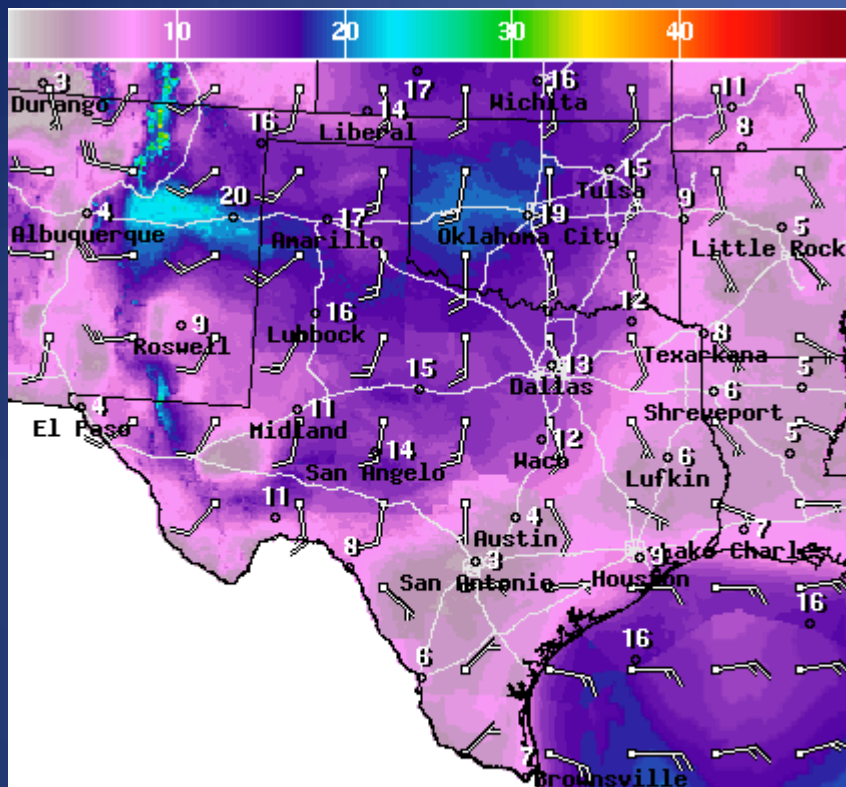 10 20 30 40
3 17 16 11
Durango Wichita
14
Liberal
16 8
15
Tulsa
4 20 17 19 9 5
Albuquerque Amarillo Oklahoma City Little Rock
9 16 12 8
Roswell Lubbock Texarkana
15 13 5
Dallas
4 11 6
El Paso Midland Shreveport
14 12 6 5
San Angelo Waco Lufkin
11 4 7
Austin
8 3 9 Lake Charles
San Antonio Houston
16
16
6
7
Brownsville